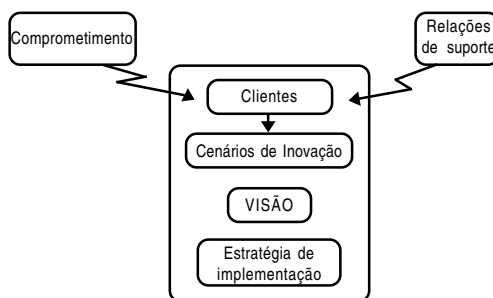 Comprometimento
Relações
de suporte
Clientes
Cenários de Inovação
VISÃO
Estratégia de
implementação